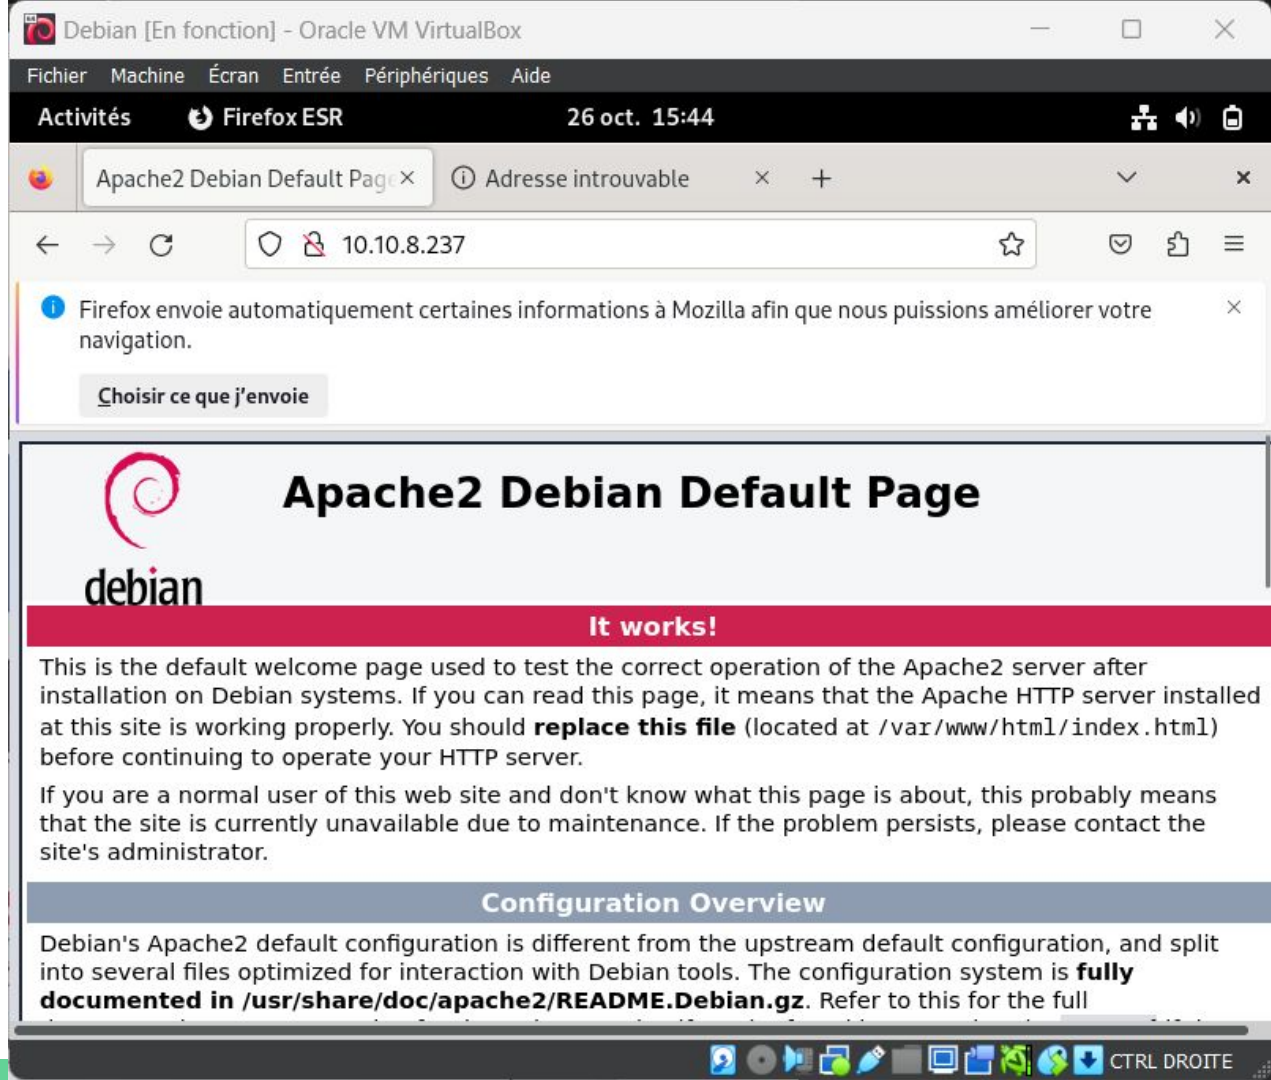 Debian [En fonction] - Oracle VM VirtualBox
Fichier Machine Écran Entrée Périphériques Aide
Activités Firefox ESR 26 oct. 15:44
Apache2 Debian Default Page Adresse introuvable
10.10.8.237
Firefox envoie automatiquement certaines informations à Mozilla afin que nous puissions améliorer votre
navigation.
Choisir ce que j'envoie
Apache2 Debian Default Page
debian
It works!
This is the default welcome page used to test the correct operation of the Apache2 server after
installation on Debian systems. If you can read this page, it means that the Apache HTTP server installed
at this site is working properly. You should replace this file (located at /var/www/html/index.html)
before continuing to operate your HTTP server.
If you are a normal user of this web site and don't know what this page is about, this probably means
that the site is currently unavailable due to maintenance. If the problem persists, please contact the
site's administrator.
Configuration Overview
Debian's Apache2 default configuration is different from the upstream default configuration, and split
into several files optimized for interaction with Debian tools. The configuration system is fully
documented in /usr/share/doc/apache2/README.Debian.gz. Refer to this for the full
CTRL DROITE